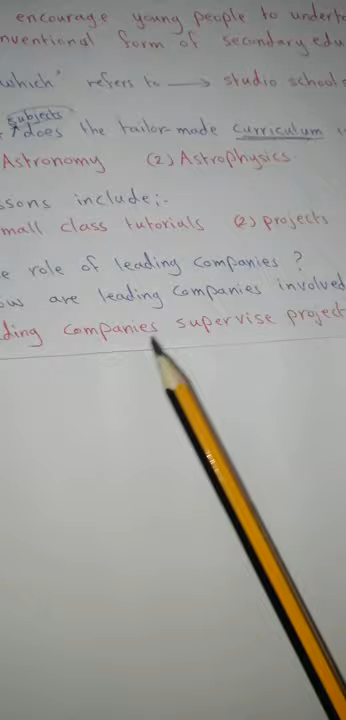 encourage young people to underto
nventional form of secondary edu
which' refers to → studio school
subjects
does the tailor-made curriculum
Astronomy (2) Astrophysics
ssons include:-
mall class tutorials (2) projects
e role of leading companies ?
ow are leading companies involved
ding companies supervise project